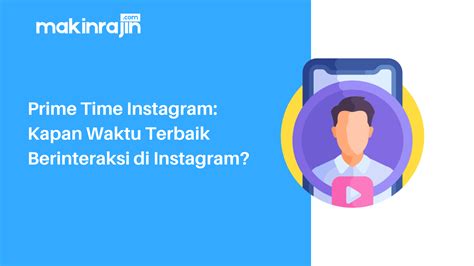 makinrajin.com
Prime Time Instagram:
Kapan Waktu Terbaik
Berinteraksi di Instagram?